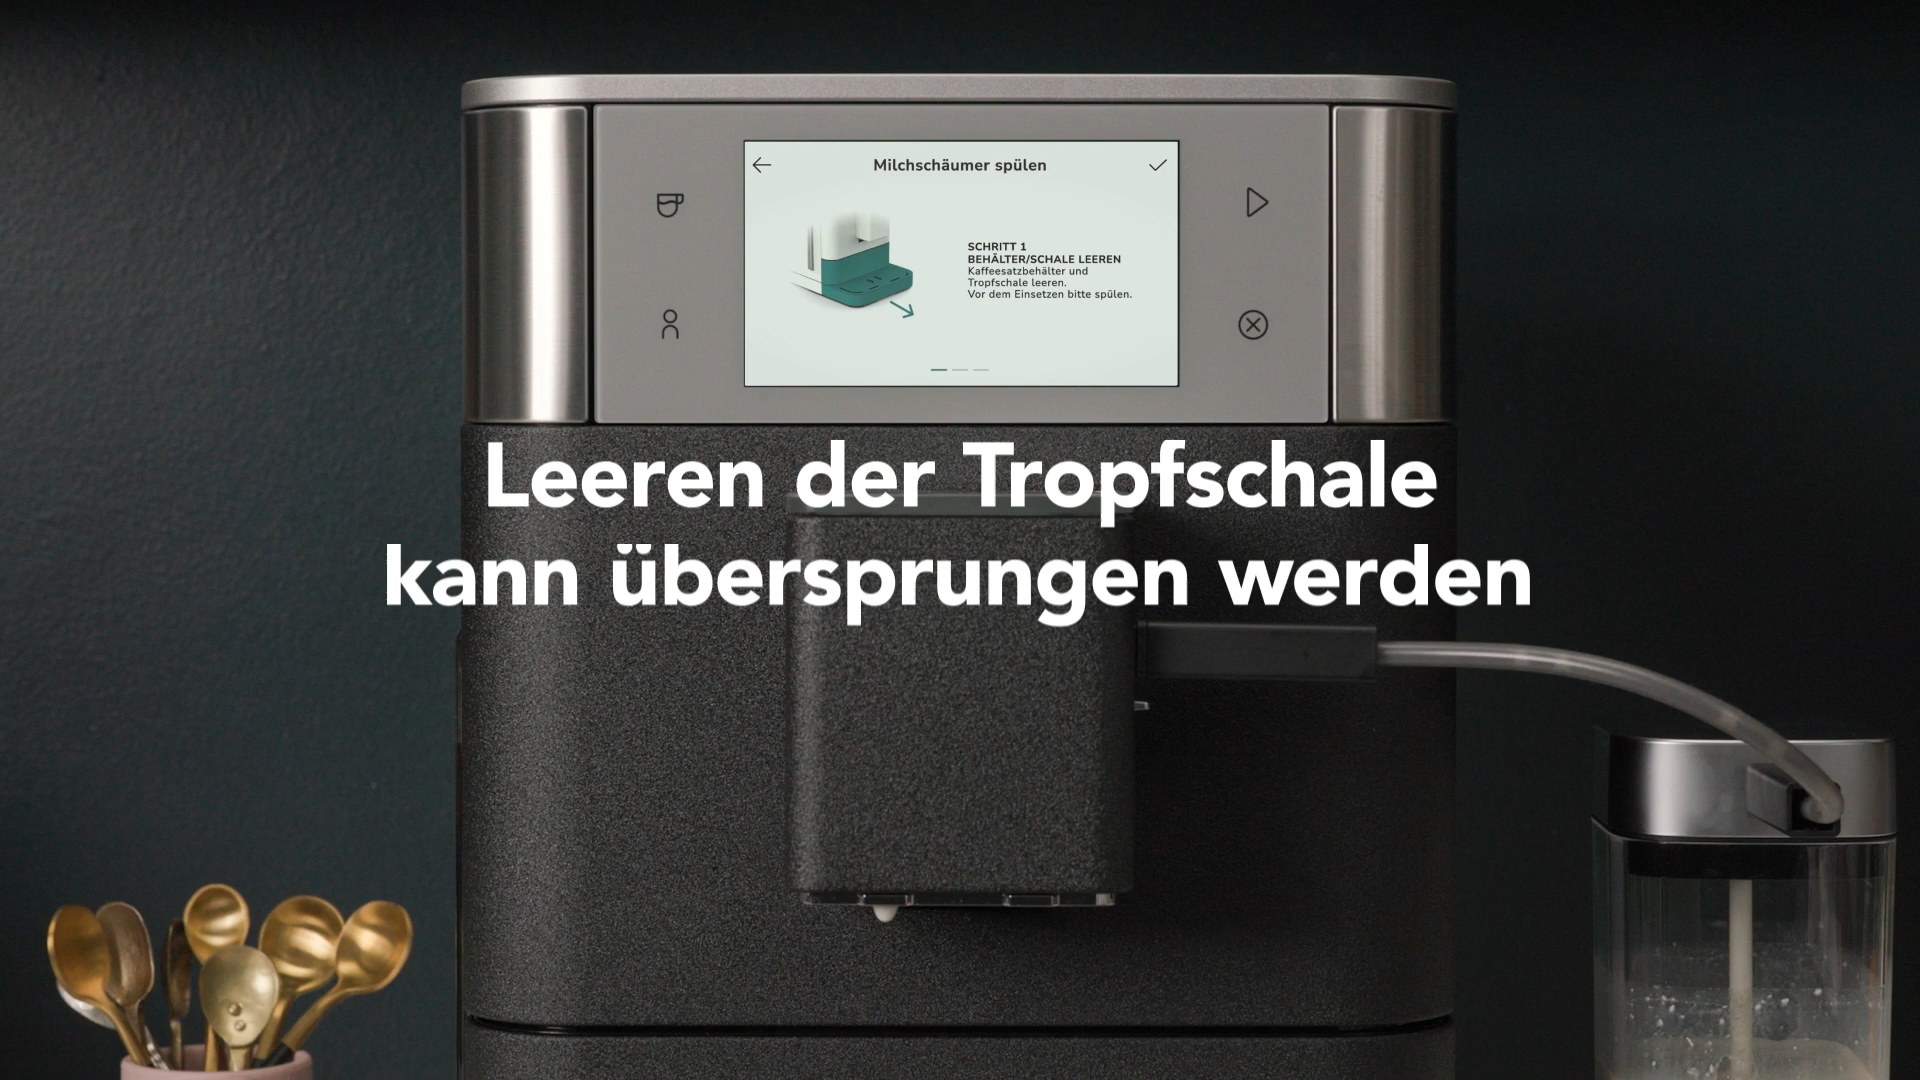 Milchschäumer spülen
SCHRITT 1
BEHÄLTER/SCHALE LEEREN
Kaffeesatzbehälter und
Tropfschale leeren.
Vor dem Einsetzen bitte spülen.
Leeren der Tropfschale
kann übersprungen werden